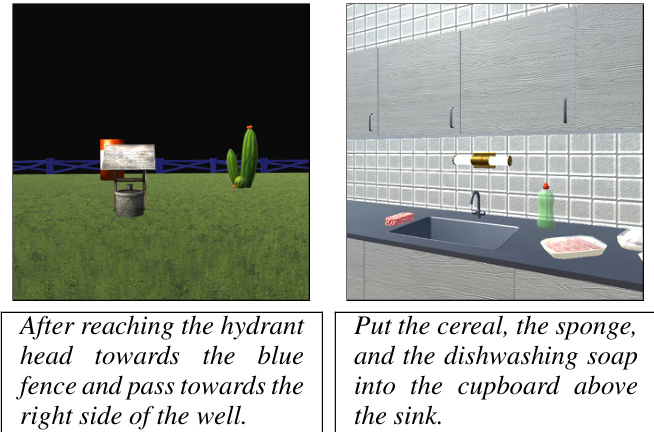 After reaching the hydrant
head towards the blue
fence and pass towards the
right side of the well.
Put the cereal, the sponge,
and the dishwashing soap
into the cupboard above
the sink.